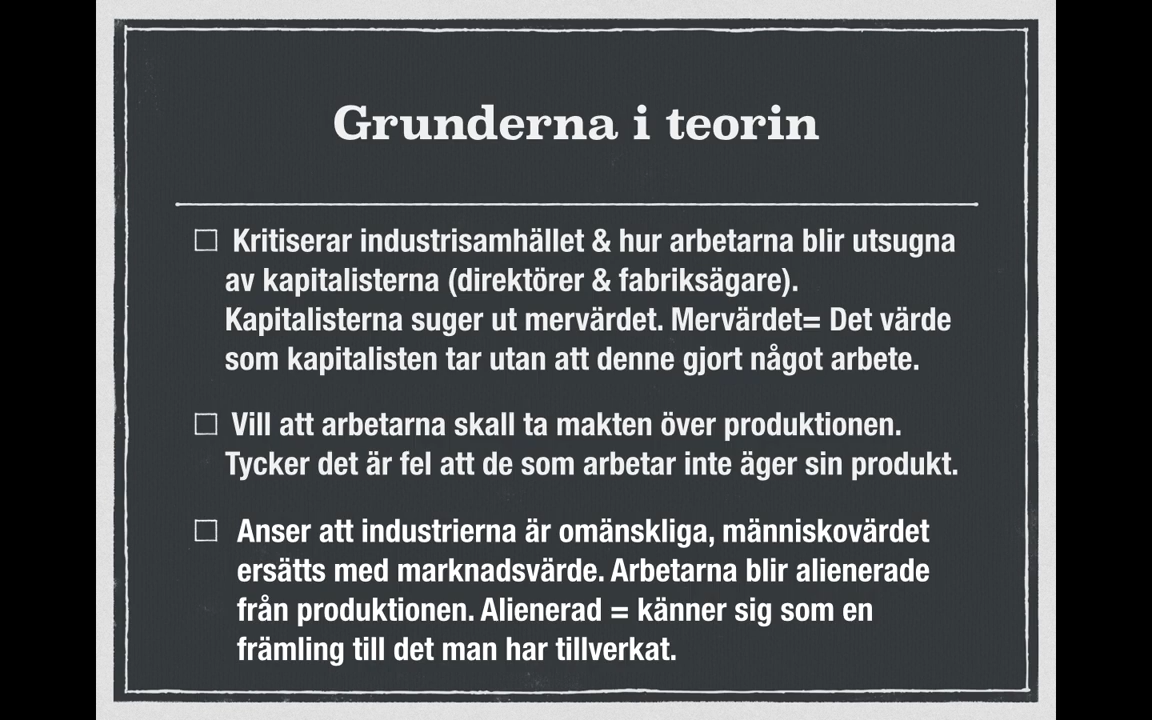 Grunderna i teorin
Kritiserar industrisamhället & hur arbetarna blir utsugna
av kapitalisterna (direktörer & fabriksägare).
Kapitalisterna suger ut mervärdet. Mervärdet= Det värde
som kapitalisten tar utan att denne gjort något arbete.
Vill att arbetarna skall ta makten över produktionen.
Tycker det är fel att de som arbetar inte äger sin produkt.
Anser att industrierna är omänskliga, människovärdet
ersätts med marknadsvärde. Arbetarna blir alienerade
från produktionen. Alienerad = känner sig som en
främling till det man har tillverkat.